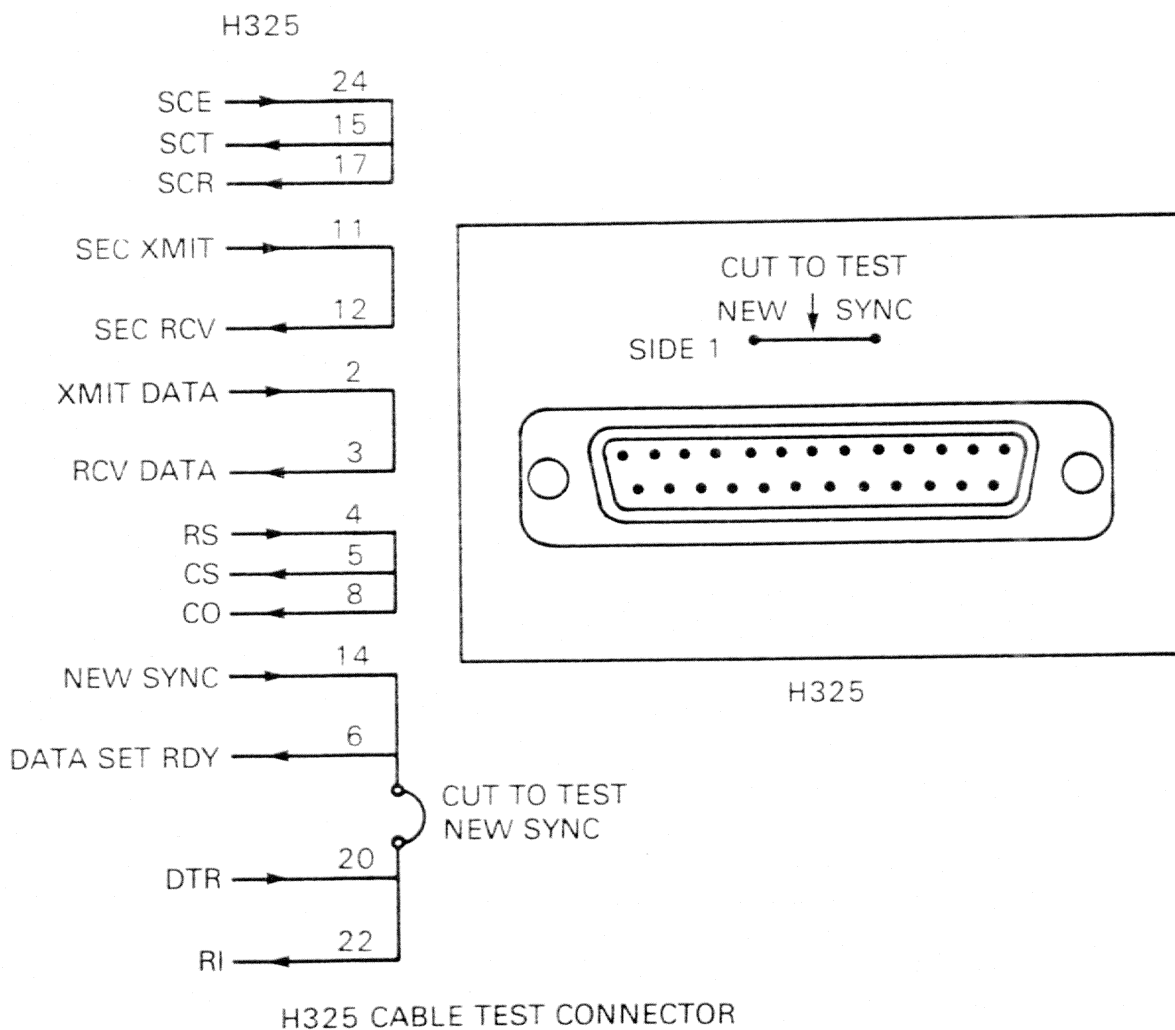 H325
24
SCE
15
SCT
17
SCR
11
SEC XMIT
12
SEC RCV
2
XMIT DATA
3
RCV DATA
4
RS
5
CS
8
CO
14
NEW SYNC
6
DATA SET RDY
CUT TO TEST
NEW SYNC
20
DTR
22
RI
CUT TO TEST
NEW SYNC
SIDE 1
H325
H325 CABLE TEST CONNECTOR